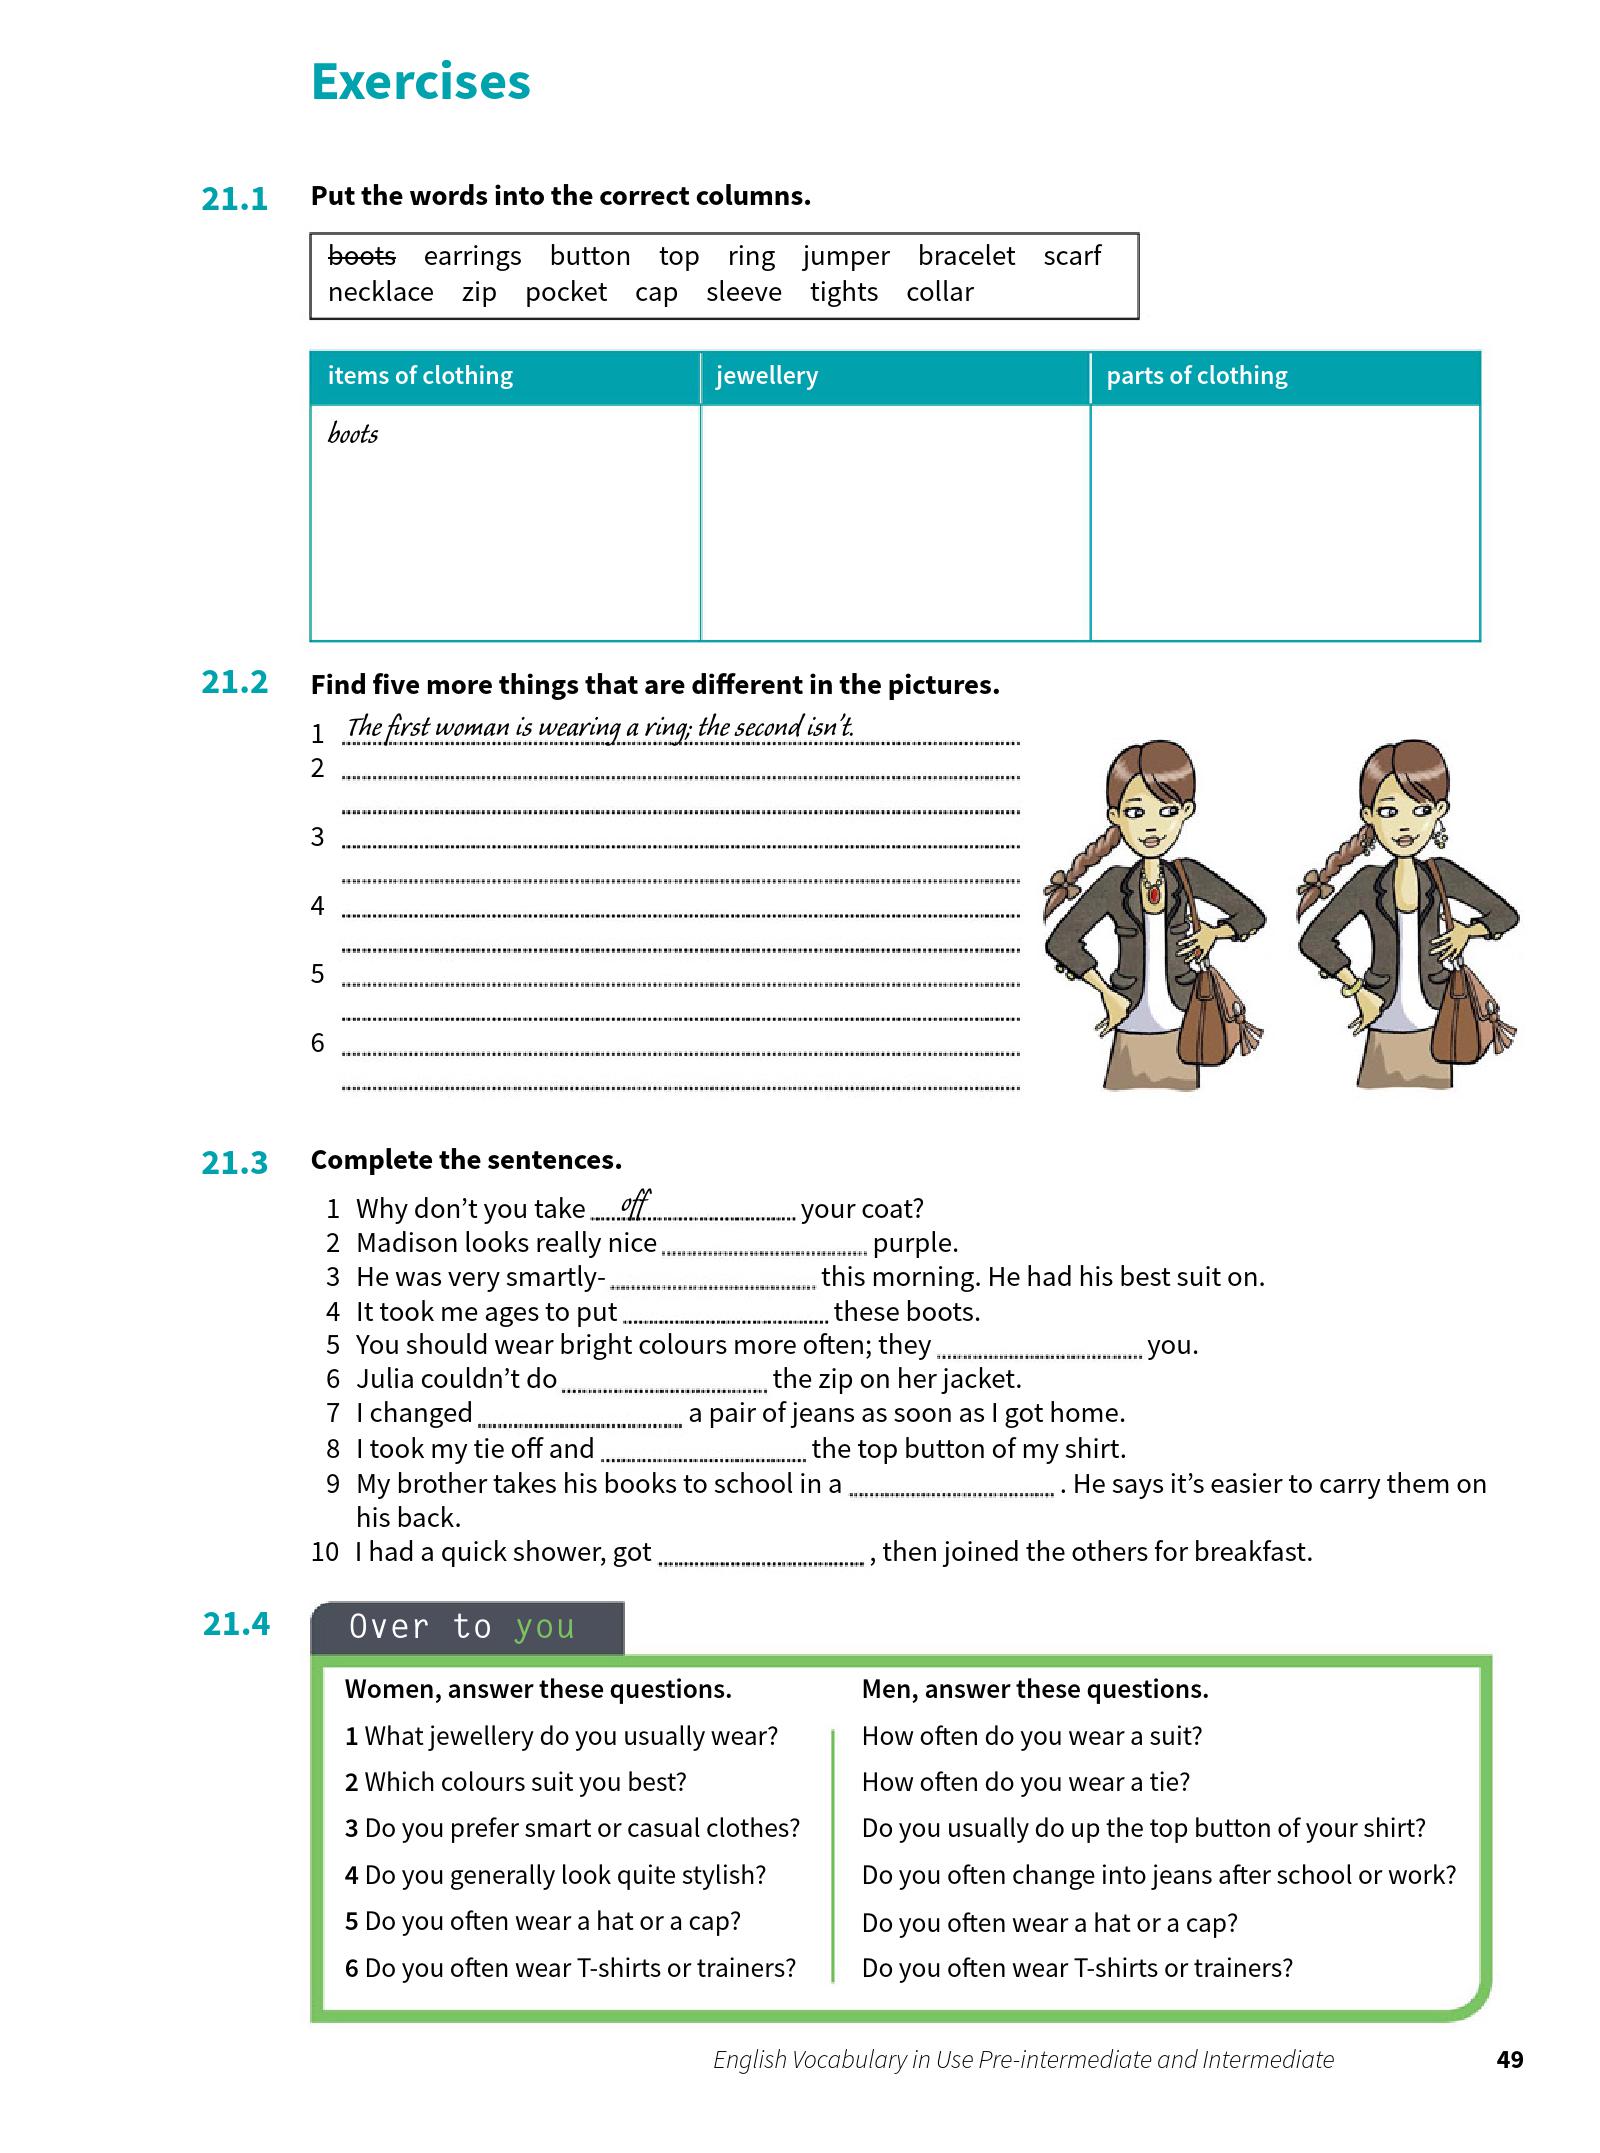 Exercises
21.1 Put the words into the correct columns.
boots earrings button top ring jumper bracelet scarf
necklace zip pocket cap sleeve tights collar
items of clothing jewellery parts of clothing
boots
21.2 Find five more things that are different in the pictures.
1 The first woman is wearing a ring; the second isn't.
2
3
4
5
6
21.3 Complete the sentences.
1 Why don't you take off your coat?
2 Madison looks really nice purple.
3 He was very smartly- this morning. He had his best suit on.
4 It took me ages to put these boots.
5 You should wear bright colours more often; they you.
6 Julia couldn't do the zip on her jacket.
7 I changed a pair of jeans as soon as I got home.
8 I took my tie off and the top button of my shirt.
9 My brother takes his books to school in a . He says it's easier to carry them on
his back.
10 I had a quick shower, got , then joined the others for breakfast.
21.4 Over to you
Women, answer these questions.
1 What jewellery do you usually wear?
2 Which colours suit you best?
3 Do you prefer smart or casual clothes?
4 Do you generally look quite stylish?
5 Do you often wear a hat or a cap?
6 Do you often wear T-shirts or trainers?
Men, answer these questions.
How often do you wear a suit?
How often do you wear a tie?
Do you usually do up the top button of your shirt?
Do you often change into jeans after school or work?
Do you often wear a hat or a cap?
Do you often wear T-shirts or trainers?
English Vocabulary in Use Pre-intermediate and Intermediate 49